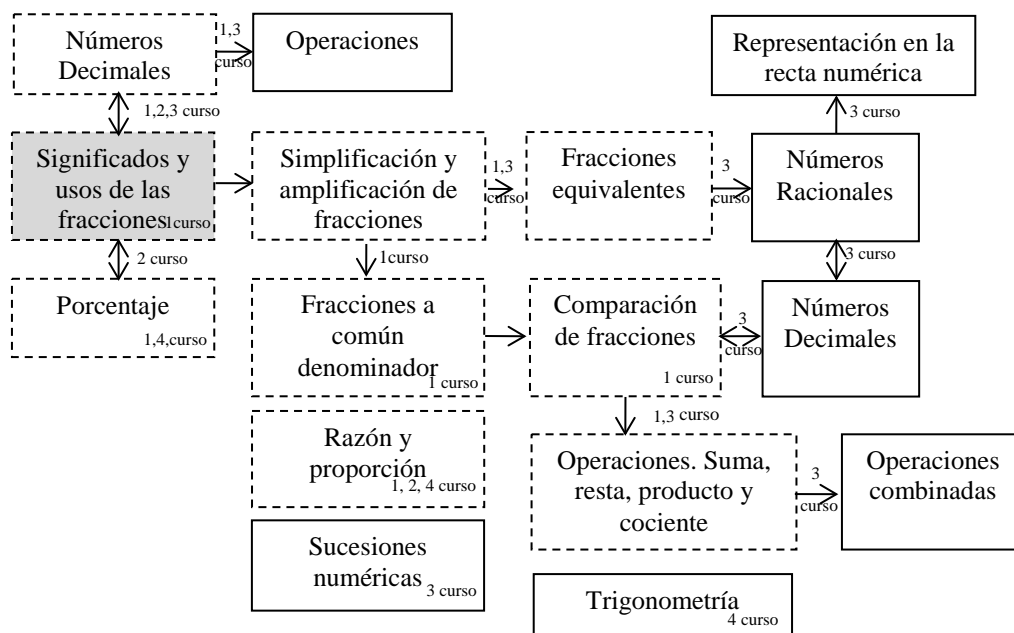 Números
Decimales
1,3
curso
Operaciones
Representación en la
recta numérica
1,2,3 curso
3 curso
Significados y
usos de las
fracciones
1curso
Simplificación y
amplificación de
fracciones
1,3
curso
Fracciones
equivalentes
3
curso
Números
Racionales
2 curso
1curso
3 curso
Porcentaje
1,4,curso
Fracciones a
común
denominador
1 curso
Comparación
de fracciones
1 curso
3
curso
Números
Decimales
1,3 curso
Razón y
proporción
1, 2, 4 curso
Operaciones. Suma,
resta, producto y
cociente
3
curso
Operaciones
combinadas
Sucesiones
numéricas
3 curso
Trigonometría
4 curso